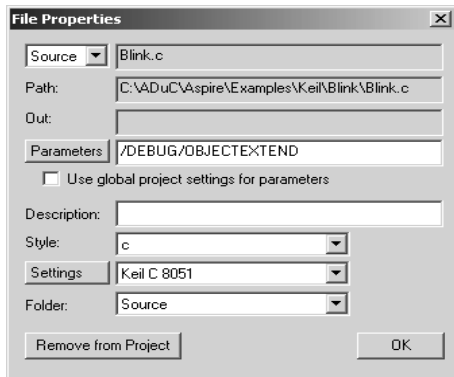 File Properties
Source Blink.c
Path: C:\ADuC\Aspire\Examples\Keil\Blink\Blink.c
Out:
Parameters /DEBUG/OBJECTEXTEND
Use global project settings for parameters
Description:
Style: c
Settings Keil C 8051
Folder: Source
Remove from Project OK